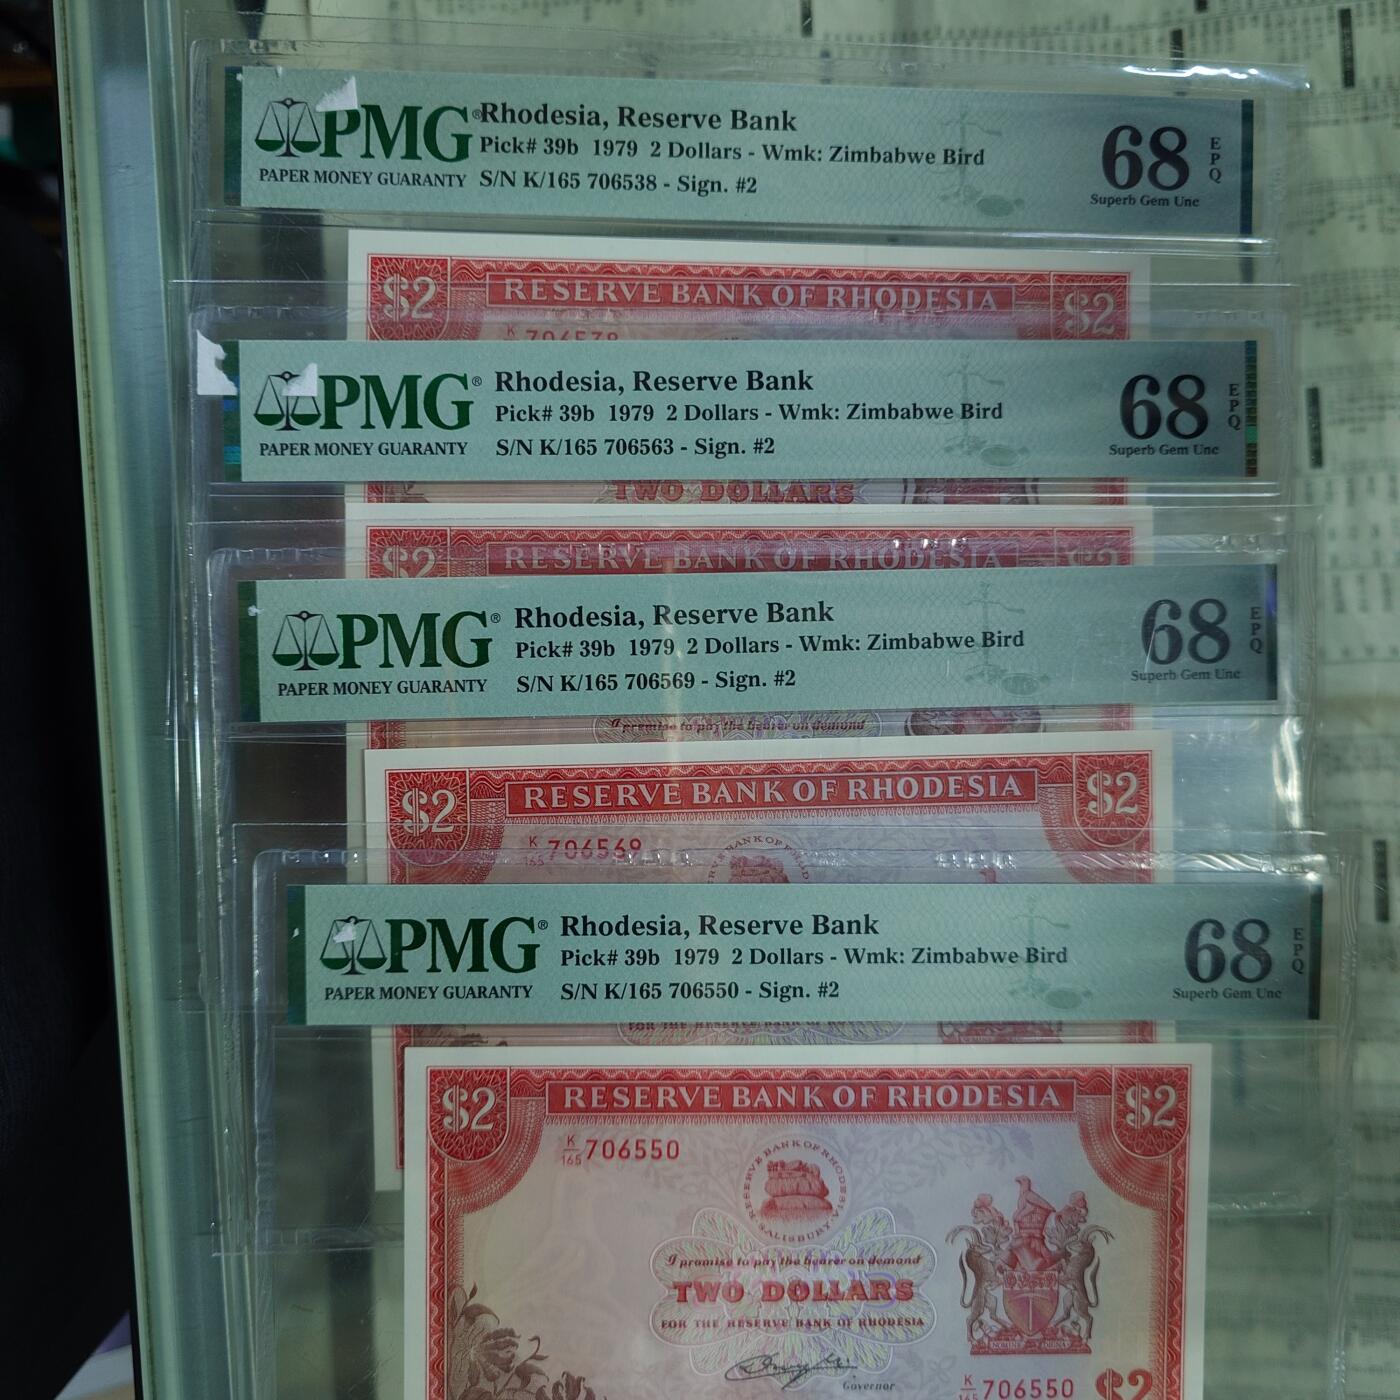 PMG®
PAPER MONEY GUARANTY
Rhodesia, Reserve Bank
Pick# 39b 1979 2 Dollars - Wmk: Zimbabwe Bird
S/N K/165 706538 - Sign. #2
68
EPQ
Superb Gem Unc
$2 RESERVE BANK OF RHODESIA $2
PMG®
PAPER MONEY GUARANTY
Rhodesia, Reserve Bank
Pick# 39b 1979 2 Dollars - Wmk: Zimbabwe Bird
S/N K/165 706563 - Sign. #2
68
EPQ
Superb Gem Unc
TWO DOLLARS
$2 RESERVE BANK OF RHODESIA $2
PMG®
PAPER MONEY GUARANTY
Rhodesia, Reserve Bank
Pick# 39b 1979 2 Dollars - Wmk: Zimbabwe Bird
S/N K/165 706569 - Sign. #2
68
EPQ
Superb Gem Unc
I promise to pay the bearer on demand
$2 RESERVE BANK OF RHODESIA $2
K/165 706569
PMG®
PAPER MONEY GUARANTY
Rhodesia, Reserve Bank
Pick# 39b 1979 2 Dollars - Wmk: Zimbabwe Bird
S/N K/165 706550 - Sign. #2
68
EPQ
Superb Gem Unc
FOR THE RESERVE BANK OF
$2 RESERVE BANK OF RHODESIA $2
K/165 706550
RESERVE BANK OF RHODESIA
SALISBURY
I promise to pay the bearer on demand
TWO DOLLARS
FOR THE RESERVE BANK OF RHODESIA
Governor
K/165 706550
$2